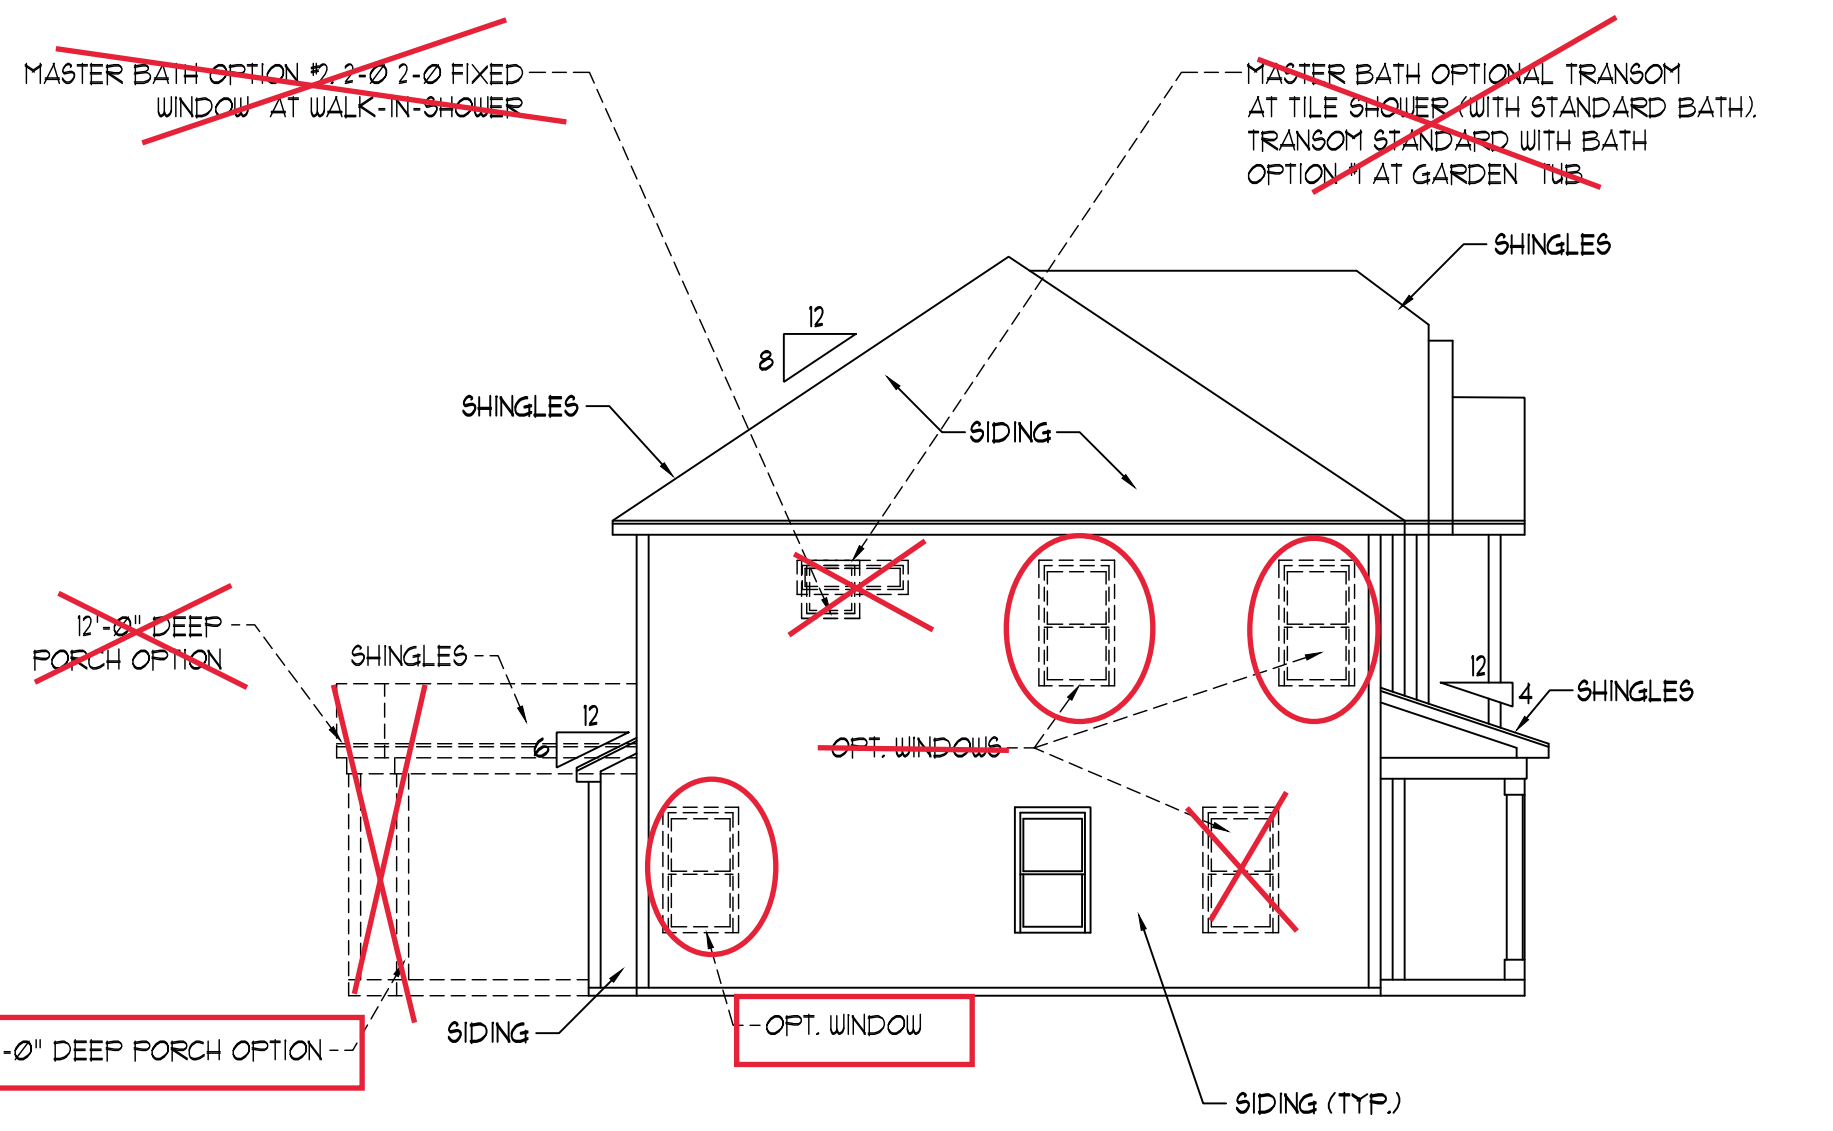 MASTER BATH OPTION #2. 2-Ø 2-Ø FIXED
WINDOW AT WALK-IN-SHOWER
MASTER BATH OPTIONAL TRANSOM
AT TILE SHOWER (WITH STANDARD BATH).
TRANSOM STANDARD WITH BATH
OPTION #1 AT GARDEN TUB
SHINGLES
12
8
SHINGLES
SIDING
12'-Ø" DEEP
PORCH OPTION
SHINGLES
12
6
12
4
SHINGLES
OPT. WINDOWS
-Ø" DEEP PORCH OPTION
SIDING
OPT. WINDOW
SIDING (TYP.)